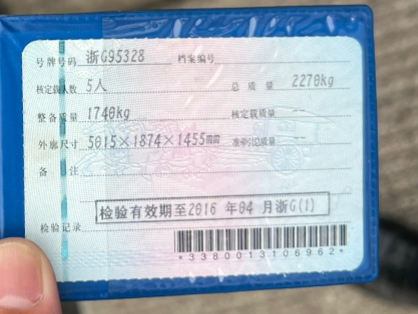 号牌号码 浙G95328 档案编号
核定载人数 5人 总质量 2270kg
整备质量 1740kg 核定载质量 --
外廓尺寸 5015×1874×1455mm 准牵引总质量 --
备注
检验有效期至2016 年04 月浙G(1)
检验记录
*3380013106962*